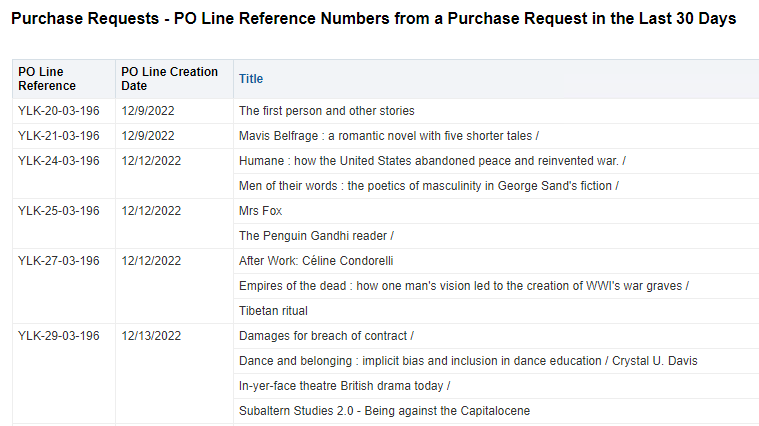 Purchase Requests - PO Line Reference Numbers from a Purchase Request in the Last 30 Days
PO Line Reference PO Line Creation Date Title
YLK-20-03-196 12/9/2022 The first person and other stories
YLK-21-03-196 12/9/2022 Mavis Belfrage : a romantic novel with five shorter tales /
YLK-24-03-196 12/12/2022 Humane : how the United States abandoned peace and reinvented war. /
Men of their words : the poetics of masculinity in George Sand's fiction /
YLK-25-03-196 12/12/2022 Mrs Fox
The Penguin Gandhi reader /
YLK-27-03-196 12/12/2022 After Work: Céline Condorelli
Empires of the dead : how one man's vision led to the creation of WWI's war graves /
Tibetan ritual
YLK-29-03-196 12/13/2022 Damages for breach of contract /
Dance and belonging : implicit bias and inclusion in dance education / Crystal U. Davis
In-yer-face theatre British drama today /
Subaltern Studies 2.0 - Being against the Capitalocene